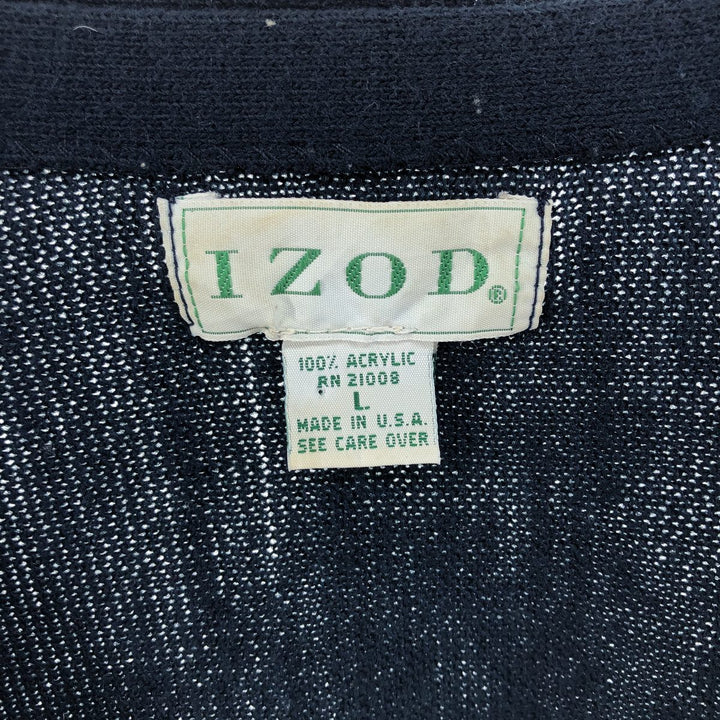 IZOD®
100% ACRYLIC
RN 21008
L
MADE IN U.S.A.
SEE CARE OVER